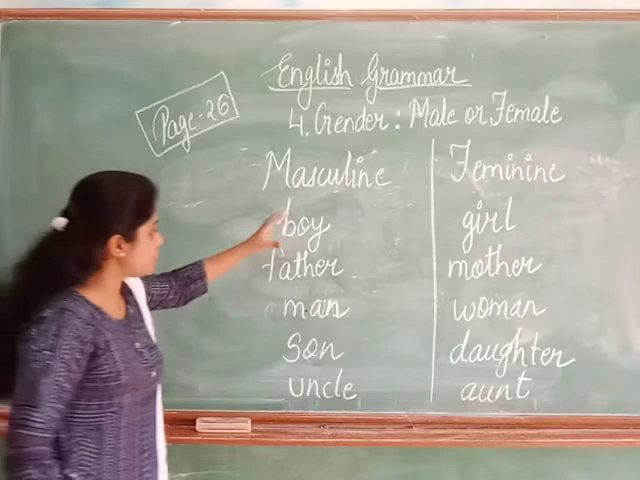 English Grammar
Page-26
4. Gender: Male or Female
Masculine Feminine
boy girl
father mother
man woman
Son daughter
uncle aunt